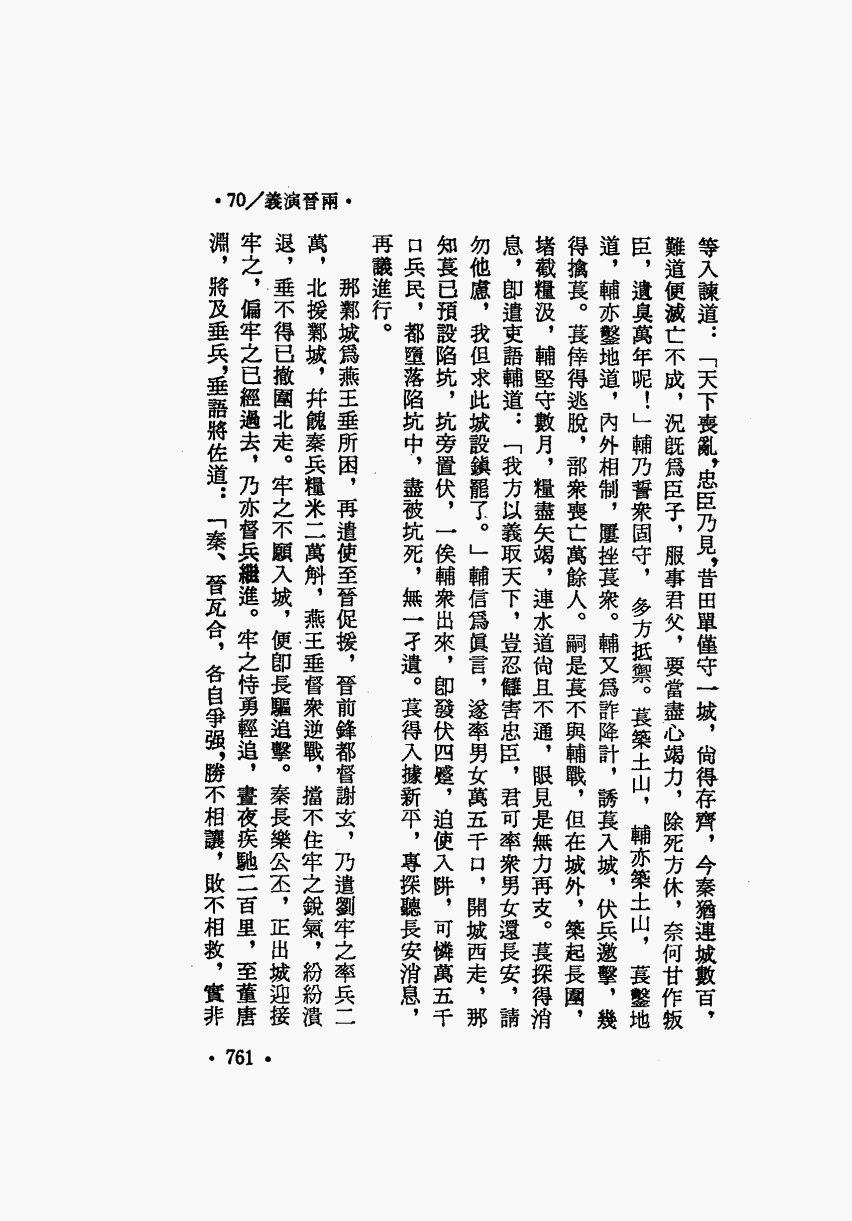 •70╱義演晉兩•
等入諫道：「天下喪亂，忠臣乃見，昔田單僅守一城，尙得存齊，今秦猶連城數百，
難道便滅亡不成，況旣爲臣子，服事君父，要當盡心竭力，除死方休，奈何甘作叛
臣，遺臭萬年呢！」輔乃誓衆固守，多方抵禦。萇築土山，輔亦築土山，萇鑿地
道，輔亦鑿地道，內外相制，屢挫萇衆。輔又爲詐降計，誘萇入城，伏兵邀擊，幾
得擒萇。萇倖得逃脫，部衆喪亡萬餘人。嗣是萇不與輔戰，但在城外，築起長圍，
堵截糧汲，輔堅守數月，糧盡矢竭，連水道尙且不通，眼見是無力再支。萇探得消
息，卽遣吏語輔道：「我方以義取天下，豈忍讎害忠臣，君可率衆男女還長安，請
勿他慮，我但求此城設鎭罷了。」輔信爲眞言，遂率男女萬五千口，開城西走，那
知萇已預設陷坑，坑旁置伏，一俟輔衆出來，卽發伏四蹙，迫使入阱，可憐萬五千
口兵民，都墮落陷坑中，盡被坑死，無一孑遺。萇得入據新平，專探聽長安消息，
再議進行。
那鄴城爲燕王垂所困，再遣使至晉促援，晉前鋒都督謝玄，乃遣劉牢之率兵二
萬，北援鄴城，幷餽秦兵糧米二萬斛，燕王垂督衆逆戰，擋不住牢之銳氣，紛紛潰
退，垂不得已撤圍北走。牢之不願入城，便卽長驅追擊。秦長樂公丕，正出城迎接
牢之，偏牢之已經過去，乃亦督兵繼進。牢之恃勇輕追，晝夜疾馳二百里，至董唐
淵，將及垂兵，垂語將佐道：「秦、晉瓦合，各自爭强，勝不相讓，敗不相救，實非
•761•